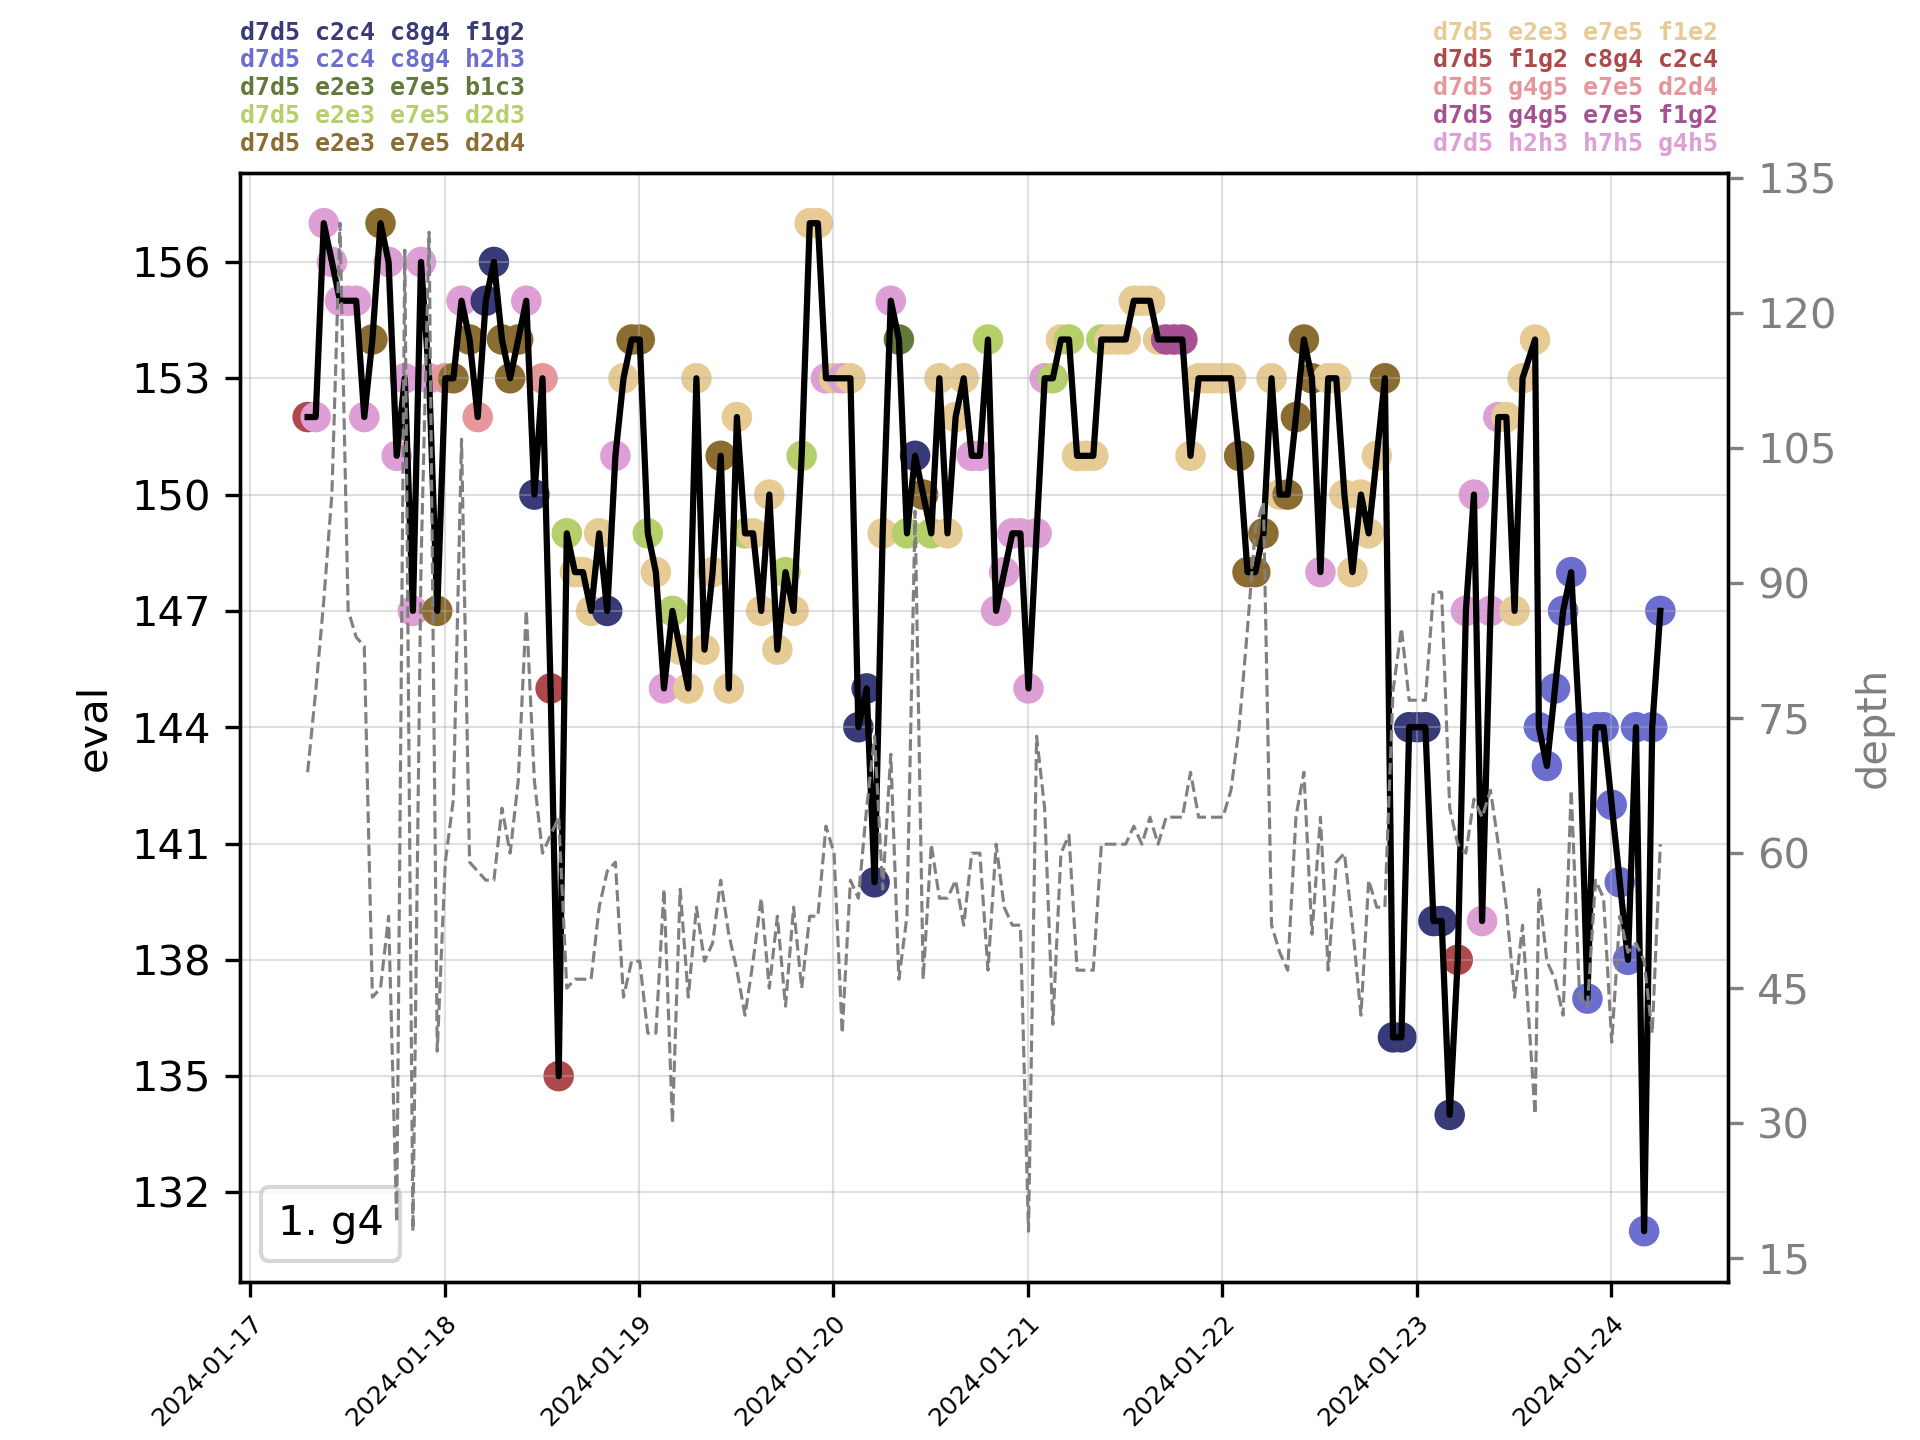 d7d5 c2c4 c8g4 f1g2
d7d5 c2c4 c8g4 h2h3
d7d5 e2e3 e7e5 b1c3
d7d5 e2e3 e7e5 d2d3
d7d5 e2e3 e7e5 d2d4
d7d5 e2e3 e7e5 f1e2
d7d5 f1g2 c8g4 c2c4
d7d5 g4g5 e7e5 d2d4
d7d5 g4g5 e7e5 f1g2
d7d5 h2h3 h7h5 g4h5
eval
156
153
150
147
144
141
138
135
132
1. g4
135
120
105
90
75
60
45
30
15
depth
2024-01-17
2024-01-18
2024-01-19
2024-01-20
2024-01-21
2024-01-22
2024-01-23
2024-01-24